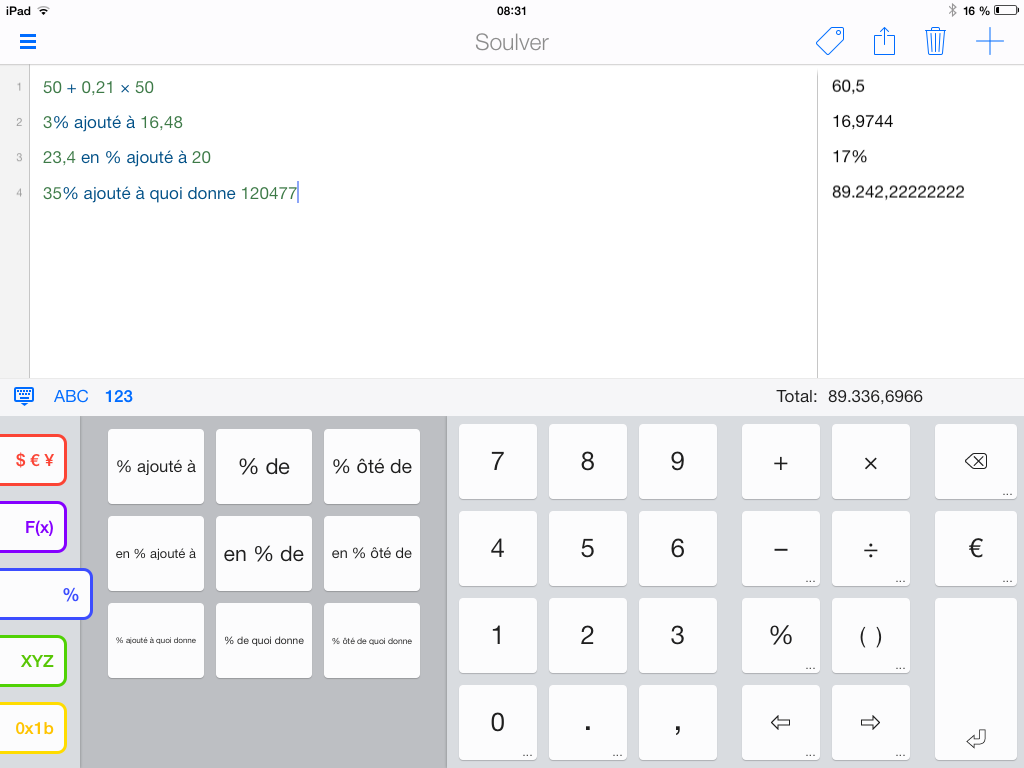 iPad 08:31 16 %
Soulver
1 50 + 0,21 × 50 60,5
2 3% ajouté à 16,48 16,9744
3 23,4 en % ajouté à 20 17%
4 35% ajouté à quoi donne 120477 89.242,22222222
ABC 123 Total: 89.336,6966
$ € ¥ % ajouté à % de % ôté de 7 8 9 + × ...
F(x) en % ajouté à en % de en % ôté de 4 5 6 − ... ÷ ... € ...
% % ajouté à quoi donne % de quoi donne % ôté de quoi donne 1 2 3 % ... ( ) ...
XYZ
0x1b 0 ... . ... , ... ...